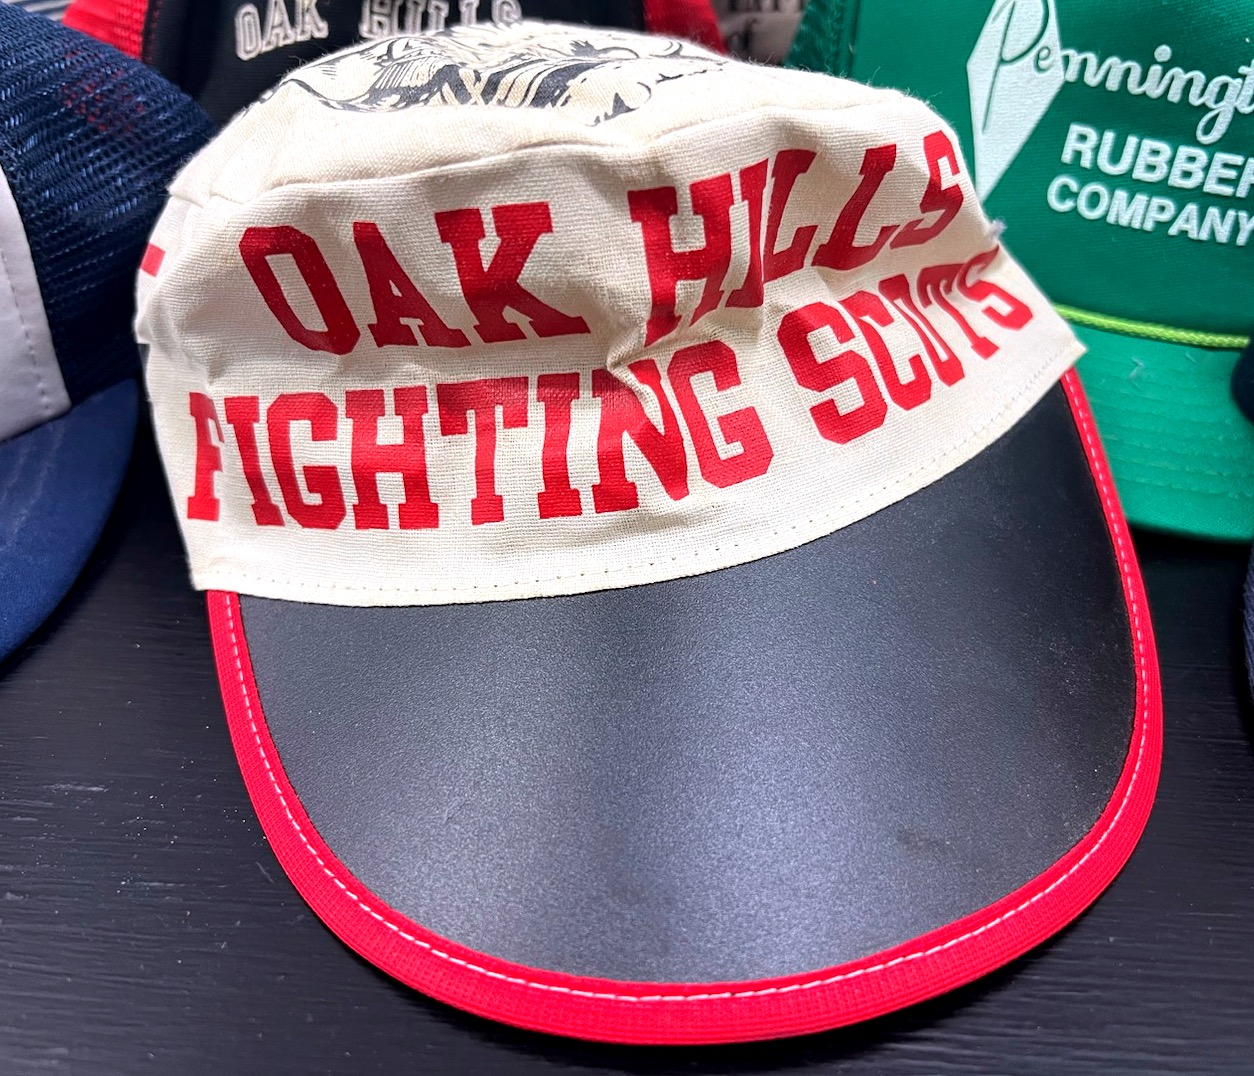 OAK HILLS
OAK HILLS
FIGHTING SCOTS
RUBBER
COMPANY